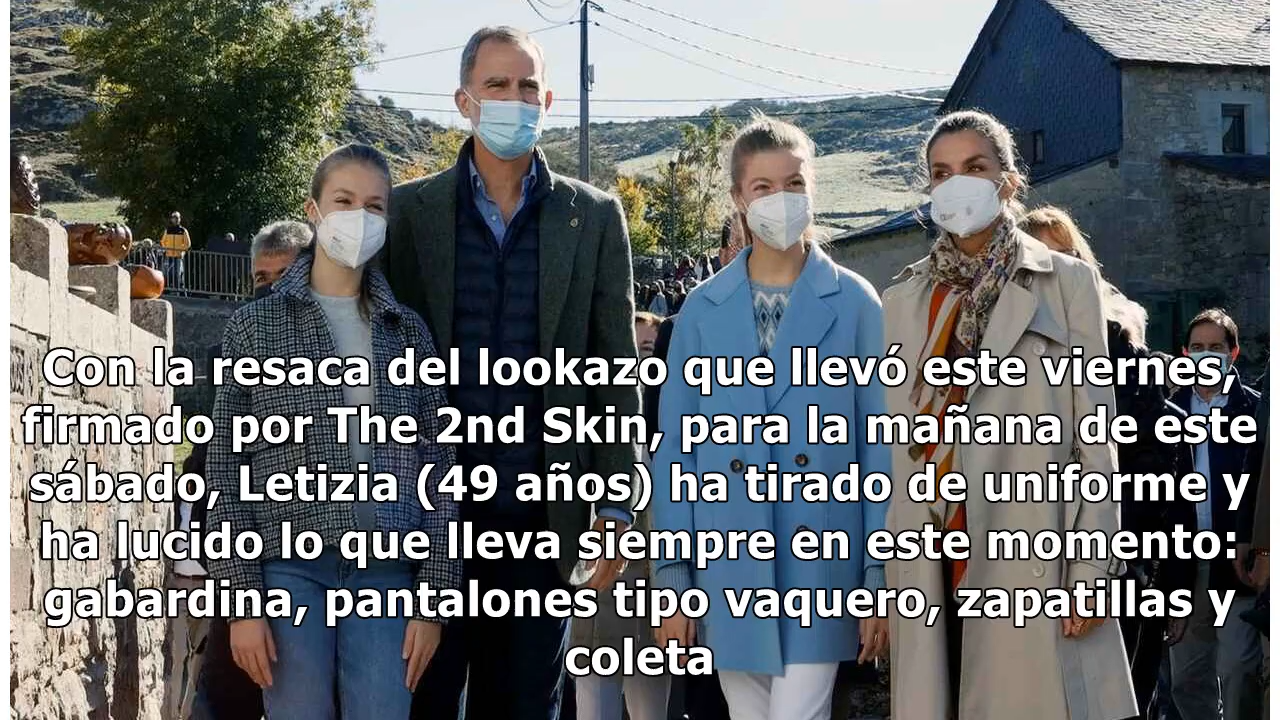 Con la resaca del lookazo que llevó este viernes,
firmado por The 2nd Skin, para la mañana de este
sábado, Letizia (49 años) ha tirado de uniforme y
ha lucido lo que lleva siempre en este momento:
gabardina, pantalones tipo vaquero, zapatillas y
coleta